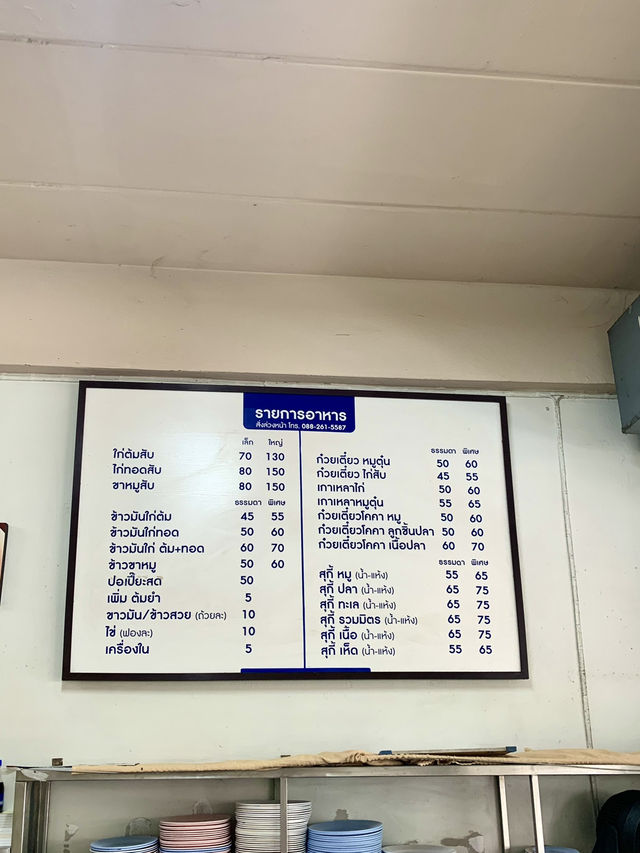 รายการอาหาร
สั่งล่วงหน้า โทร. 088-261-5587
เล็ก ใหญ่
ไก่ต้มสับ 70 130
ไก่ทอดสับ 80 150
ขาหมูสับ 80 150
ธรรมดา พิเศษ
ข้าวมันไก่ต้ม 45 55
ข้าวมันไก่ทอด 50 60
ข้าวมันไก่ ต้ม+ทอด 60 70
ข้าวขาหมู 50 60
ปอเปี๊ยะสด 50
เพิ่ม ต้มยำ 5
ขาวมัน/ข้าวสวย (ถ้วยละ) 10
ไข่ (ฟองละ) 10
เครื่องใน 5
ธรรมดา พิเศษ
ก๋วยเตี๋ยว หมูตุ๋น 50 60
ก๋วยเตี๋ยว ไก่สับ 45 55
เกาเหลาไก่ 50 60
เกาเหลาหมูตุ๋น 55 65
ก๋วยเตี๋ยวโคคา หมู 50 60
ก๋วยเตี๋ยวโคคา ลูกชิ้นปลา 50 60
ก๋วยเตี๋ยวโคคา เนื้อปลา 60 70
ธรรมดา พิเศษ
สุกี้ หมู (น้ำ-แห้ง) 55 65
สุกี้ ปลา (น้ำ-แห้ง) 65 75
สุกี้ ทะเล (น้ำ-แห้ง) 65 75
สุกี้ รวมมิตร (น้ำ-แห้ง) 65 75
สุกี้ เนื้อ (น้ำ-แห้ง) 65 75
สุกี้ เห็ด (น้ำ-แห้ง) 55 65